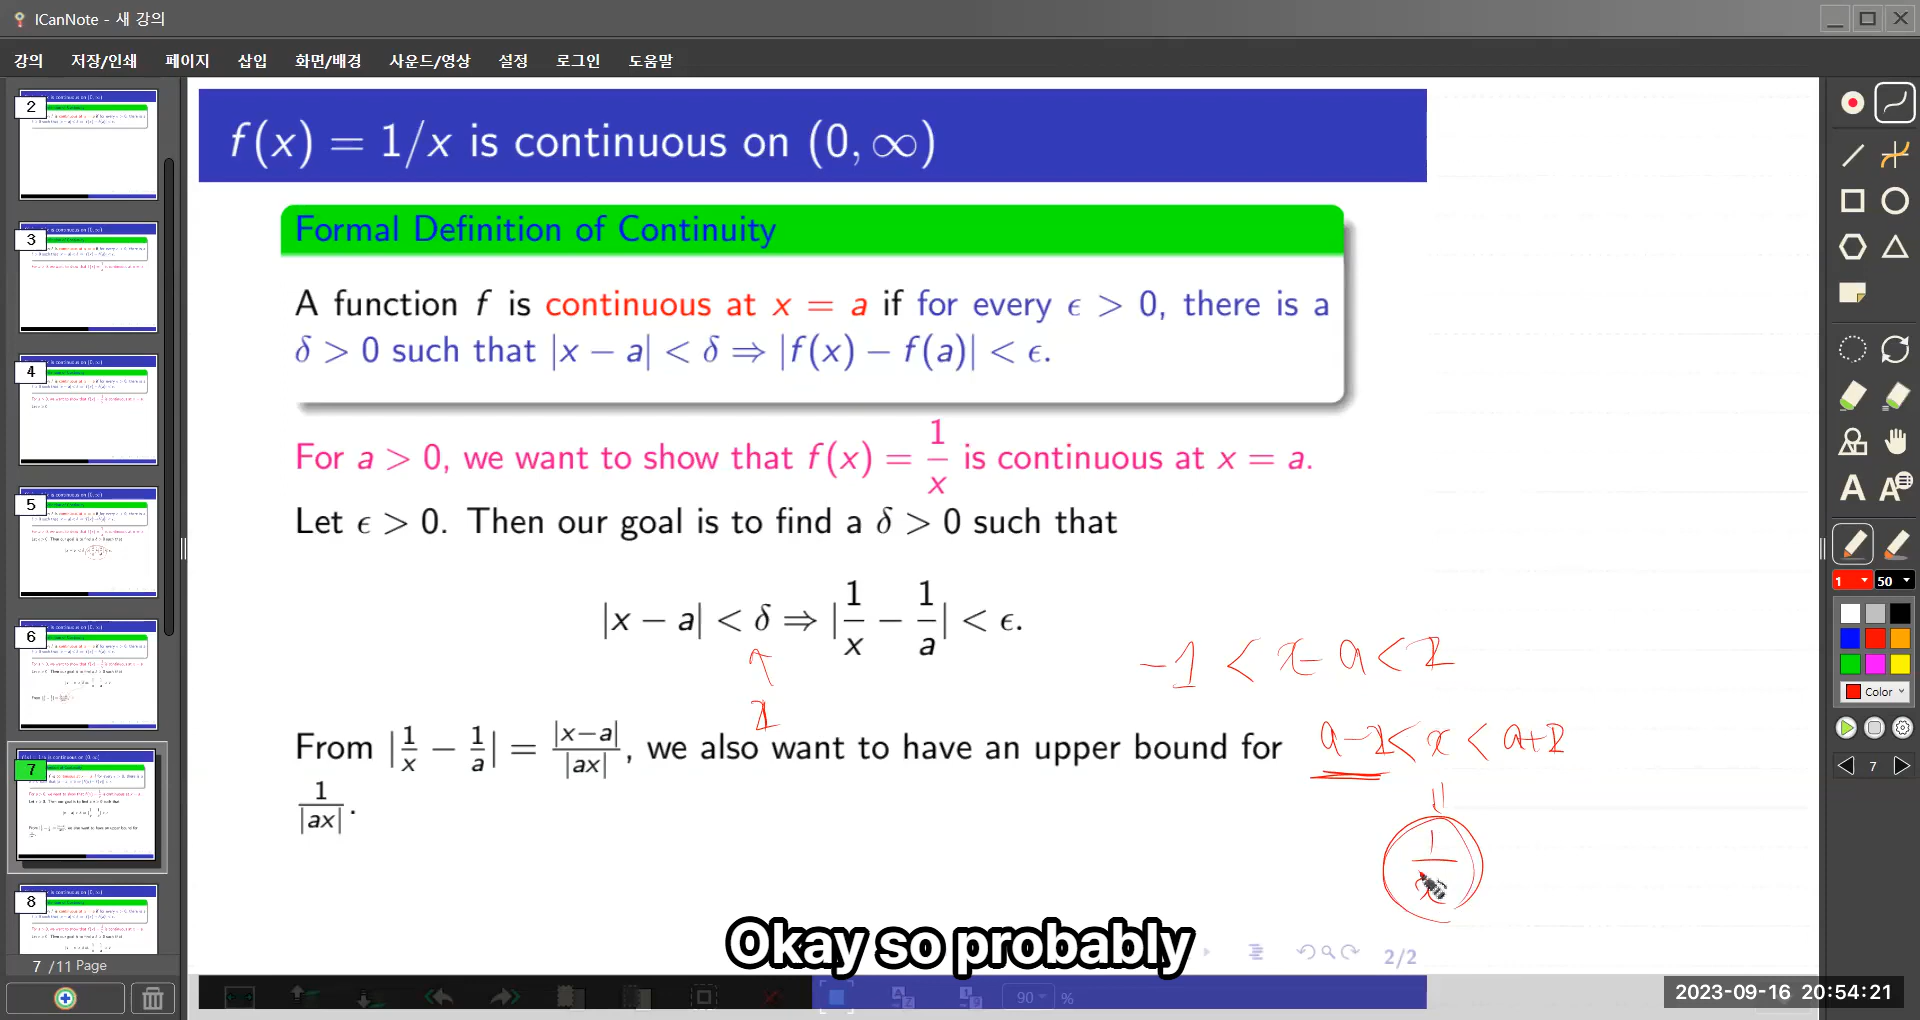 ICanNote - 새 강의
강의 저장/인쇄 페이지 삽입 화면/배경 사운드/영상 설정 로그인 도움말
2
3
4
5
6
7
8
7 /11 Page
f(x) = 1/x is continuous on (0, ∞)
Formal Definition of Continuity
A function f is continuous at x = a if for every ϵ > 0, there is a
δ > 0 such that |x − a| < δ ⇒ |f(x) − f(a)| < ϵ.
For a > 0, we want to show that f(x) = 1/x is continuous at x = a.
Let ϵ > 0. Then our goal is to find a δ > 0 such that
|x − a| < δ ⇒ |1/x − 1/a| < ϵ.
↑
1
−1 < x − a < 1
From |1/x − 1/a| = |x−a|/|ax|, we also want to have an upper bound for
1/|ax|.
a−1 < x < a+1
1/x
Okay so probably
2/2
90 %
1 50
Color
7
2023-09-16 20:54:21